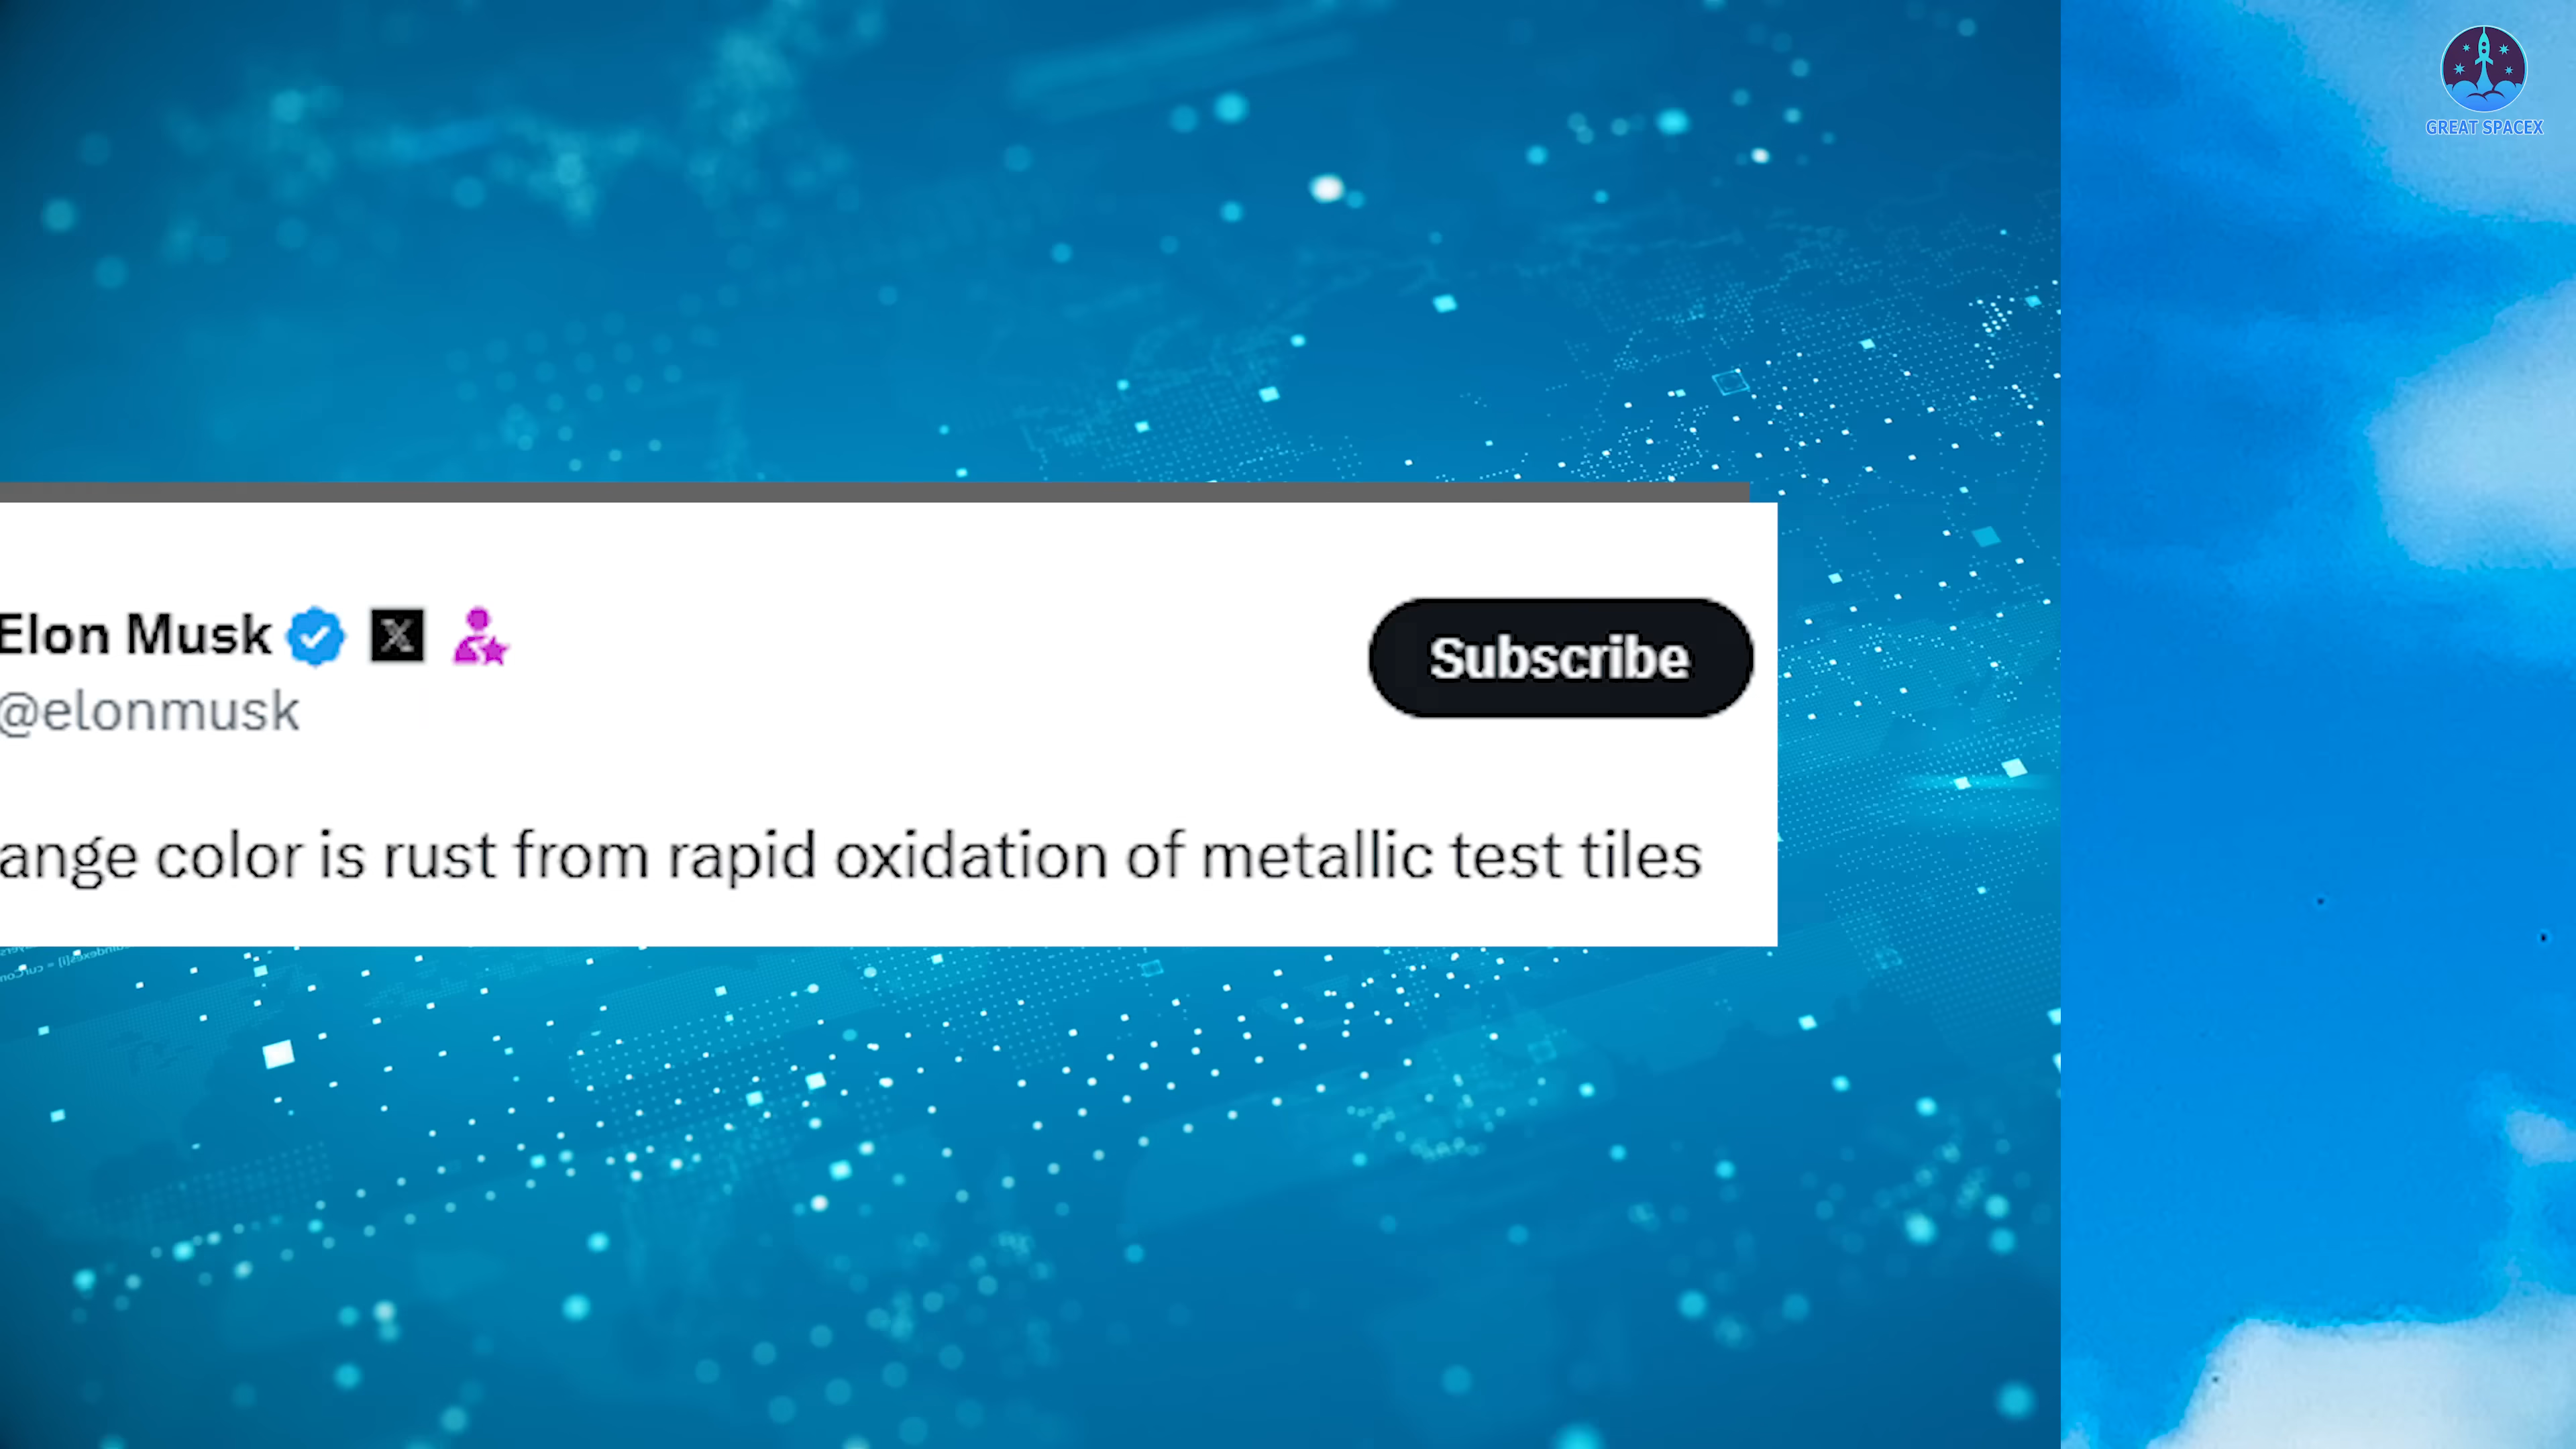 GREAT SPACEX
Elon Musk
Subscribe
@elonmusk
ange color is rust from rapid oxidation of metallic test tiles